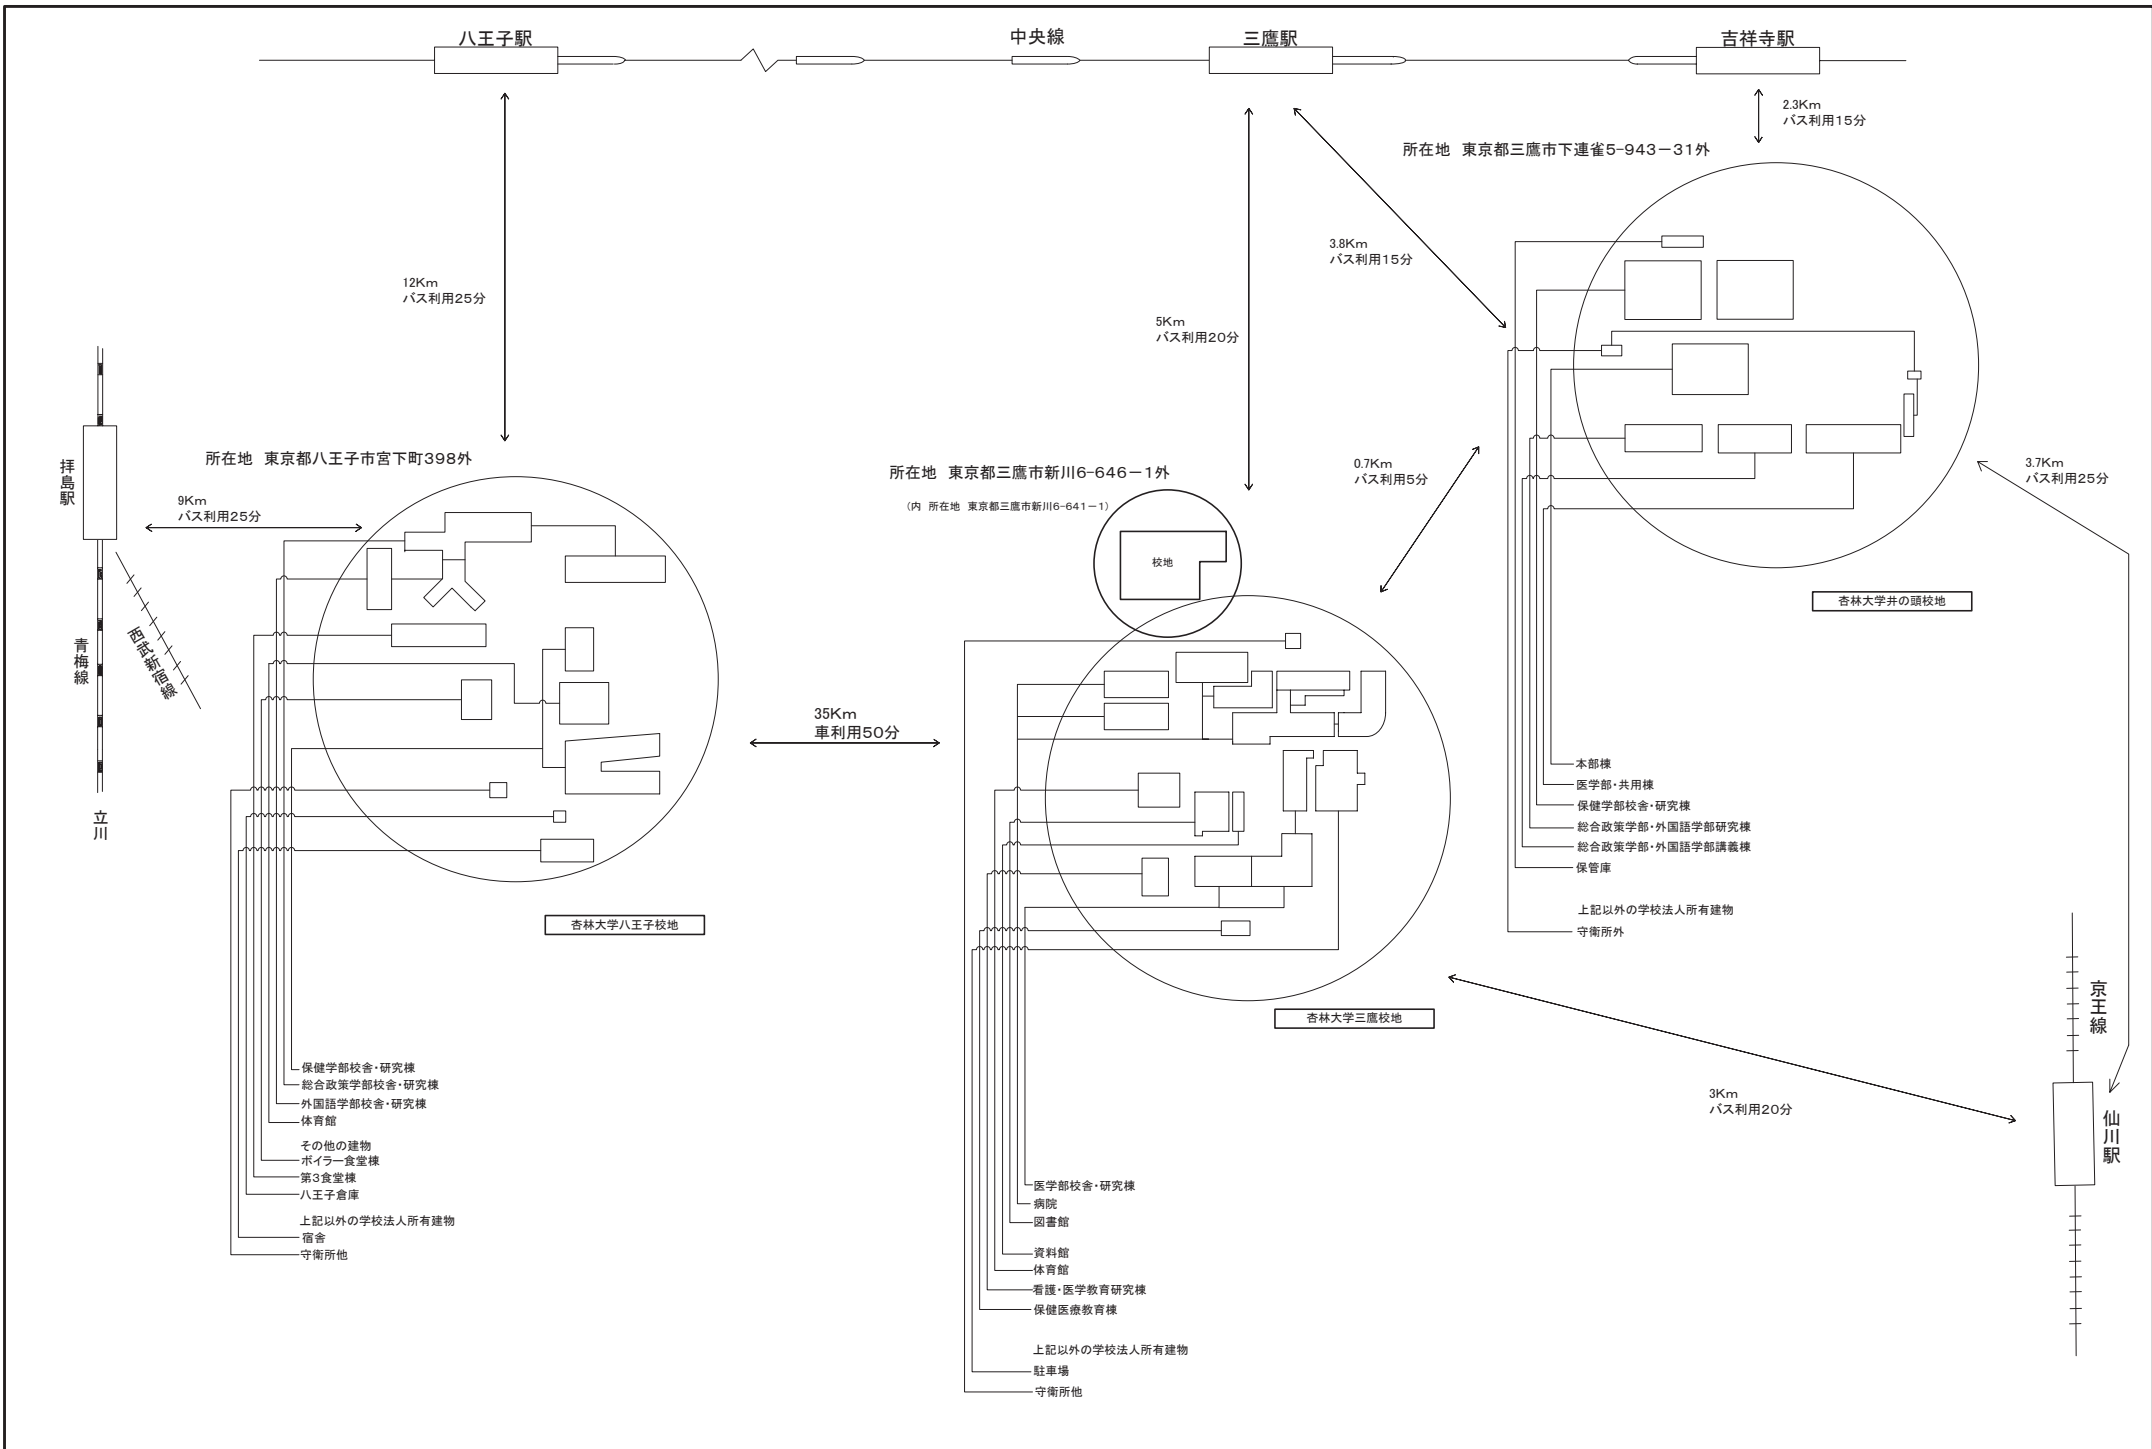 八王子駅
中央線
三鷹駅
吉祥寺駅
2.3Km
バス利用15分
所在地 東京都三鷹市下連雀5-943－31外
3.8Km
バス利用15分
12Km
バス利用25分
5Km
バス利用20分
所在地 東京都八王子市宮下町398外
拝島駅
9Km
バス利用25分
所在地 東京都三鷹市新川6-646－1外
(内 所在地 東京都三鷹市新川6-641－1)
0.7Km
バス利用5分
3.7Km
バス利用25分
校地
杏林大学井の頭校地
青梅線
西武新宿線
立川
35Km
車利用50分
本部棟
医学部・共用棟
保健学部校舎・研究棟
総合政策学部・外国語学部研究棟
総合政策学部・外国語学部講義棟
保管庫
上記以外の学校法人所有建物
守衛所外
杏林大学八王子校地
杏林大学三鷹校地
京王線
仙川駅
3Km
バス利用20分
保健学部校舎・研究棟
総合政策学部校舎・研究棟
外国語学部校舎・研究棟
体育館
その他の建物
ボイラー食堂棟
第3食堂棟
八王子倉庫
上記以外の学校法人所有建物
宿舎
守衛所他
医学部校舎・研究棟
病院
図書館
資料館
体育館
看護・医学教育研究棟
保健医療教育棟
上記以外の学校法人所有建物
駐車場
守衛所他